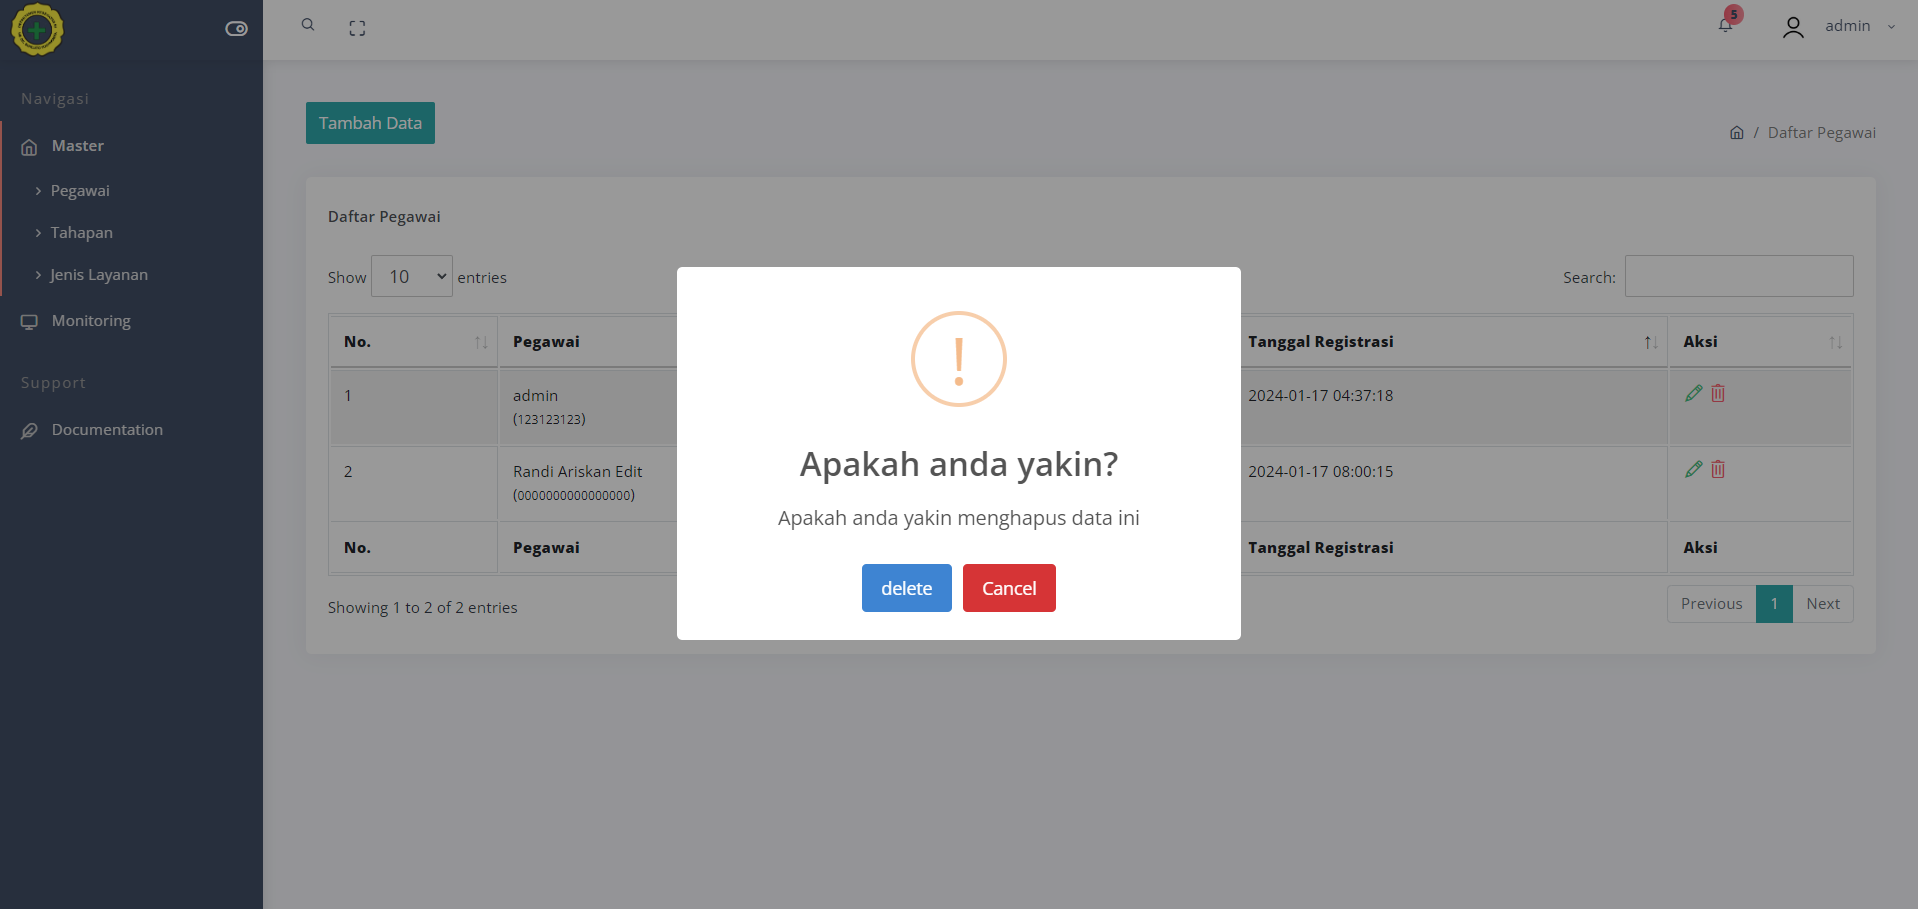 5
admin
Navigasi
Master
Pegawai
Tahapan
Jenis Layanan
Monitoring
Support
Documentation
Tambah Data
/ Daftar Pegawai
Daftar Pegawai
Show 10 entries
Search:
No. Pegawai Tanggal Registrasi Aksi
1 admin 2024-01-17 04:37:18
(123123123)
2 Randi Ariskan Edit 2024-01-17 08:00:15
(0000000000000000)
No. Pegawai Tanggal Registrasi Aksi
Showing 1 to 2 of 2 entries
Previous 1 Next
!
Apakah anda yakin?
Apakah anda yakin menghapus data ini
delete Cancel